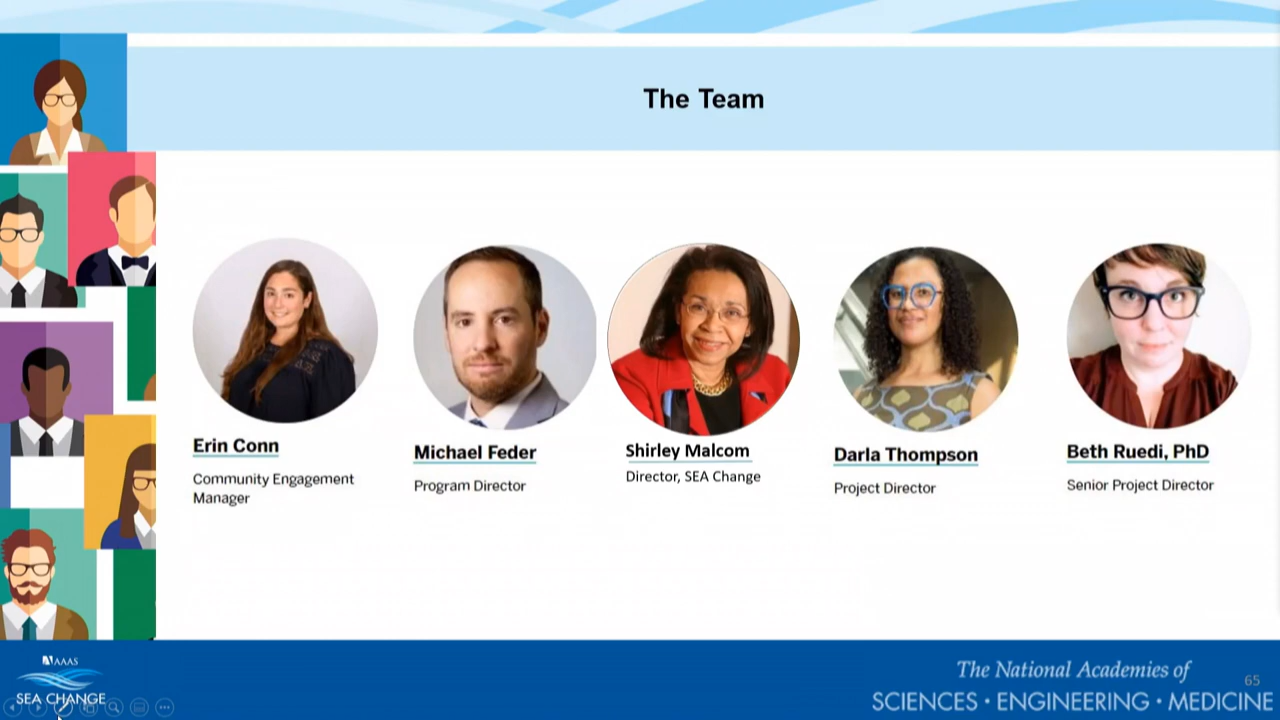 The Team
Erin Conn
Community Engagement
Manager
Michael Feder
Program Director
Shirley Malcom
Director, SEA Change
Darla Thompson
Project Director
Beth Ruedi, PhD
Senior Project Director
AAAS
SEA CHANGE
The National Academies of
SCIENCES · ENGINEERING · MEDICINE
65